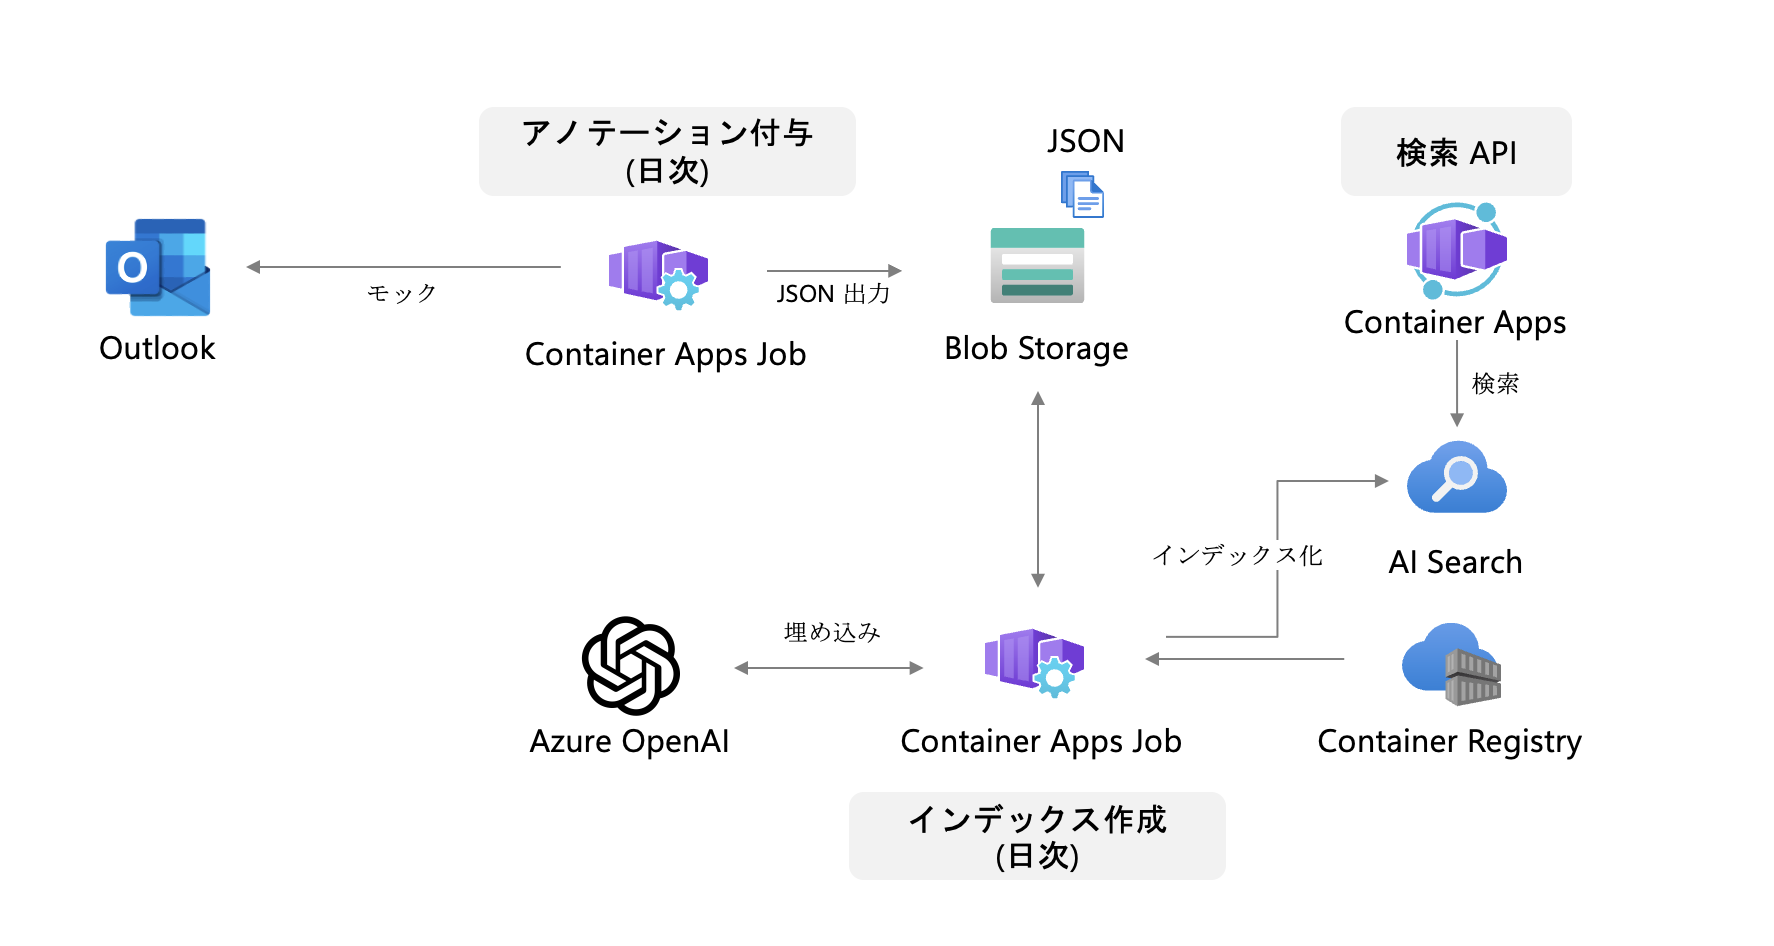 アノテーション付与
(日次)
JSON
検索 API
O
モック
JSON 出力
Outlook
Container Apps Job
Blob Storage
Container Apps
検索
インデックス化
AI Search
埋め込み
Azure OpenAI
Container Apps Job
Container Registry
インデックス作成
(日次)